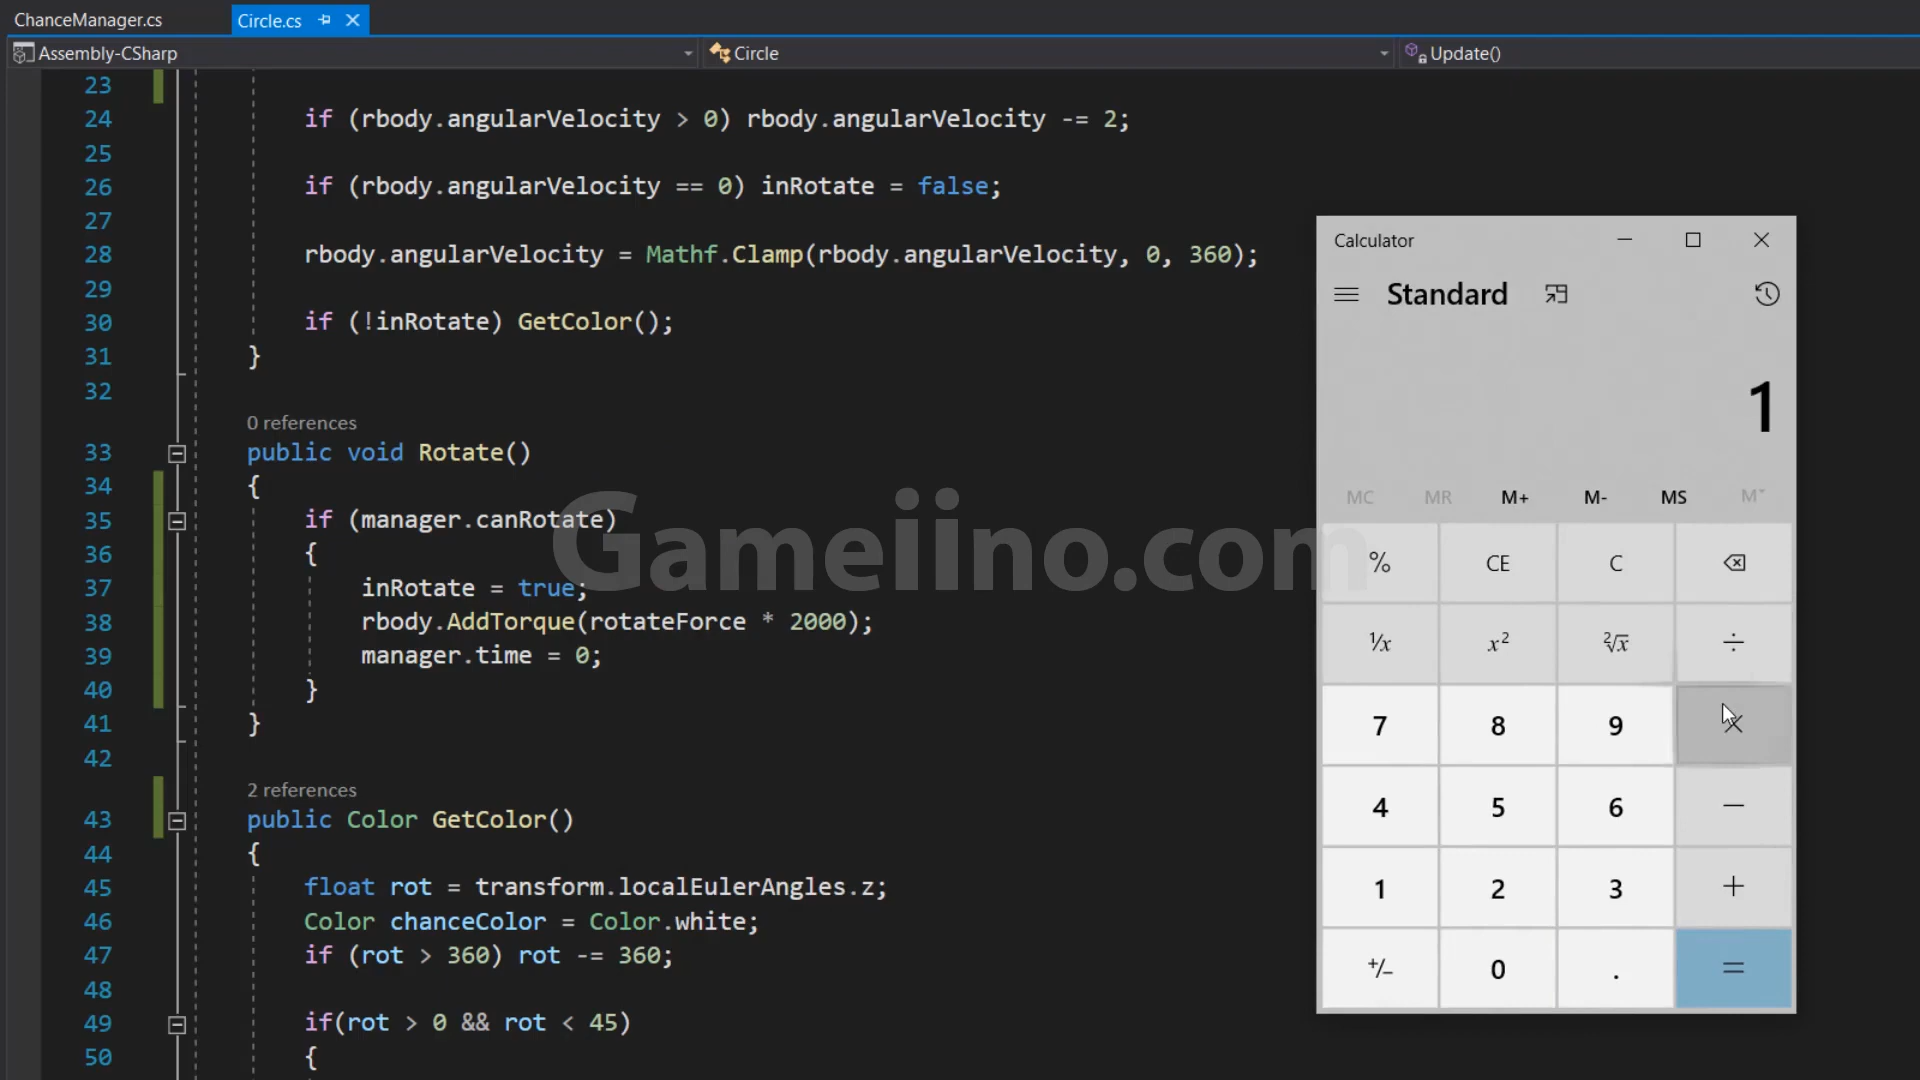 ChanceManager.cs
Circle.cs
Assembly-CSharp
Circle
Update()
23
24 if (rbody.angularVelocity > 0) rbody.angularVelocity -= 2;
25
26 if (rbody.angularVelocity == 0) inRotate = false;
27
28 rbody.angularVelocity = Mathf.Clamp(rbody.angularVelocity, 0, 360);
29
30 if (!inRotate) GetColor();
31 }
32
0 references
33 public void Rotate()
34 {
35 if (manager.canRotate)
36 {
37 inRotate = true;
38 rbody.AddTorque(rotateForce * 2000);
39 manager.time = 0;
40 }
41 }
42
2 references
43 public Color GetColor()
44 {
45 float rot = transform.localEulerAngles.z;
46 Color chanceColor = Color.white;
47 if (rot > 360) rot -= 360;
48
49 if(rot > 0 && rot < 45)
50 {
Gameiino.com
Calculator
Standard
1
MC MR M+ M- MS M˅
% CE C
⅟x x² ²√x ÷
7 8 9 ×
4 5 6 −
1 2 3 +
+/− 0 . =